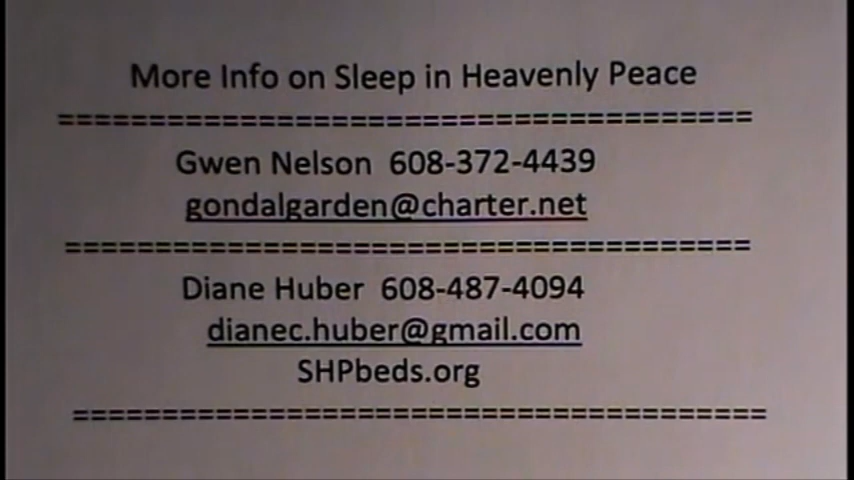 More Info on Sleep in Heavenly Peace
======================================
Gwen Nelson 608-372-4439
gondalgarden@charter.net
======================================
Diane Huber 608-487-4094
dianec.huber@gmail.com
SHPbeds.org
======================================